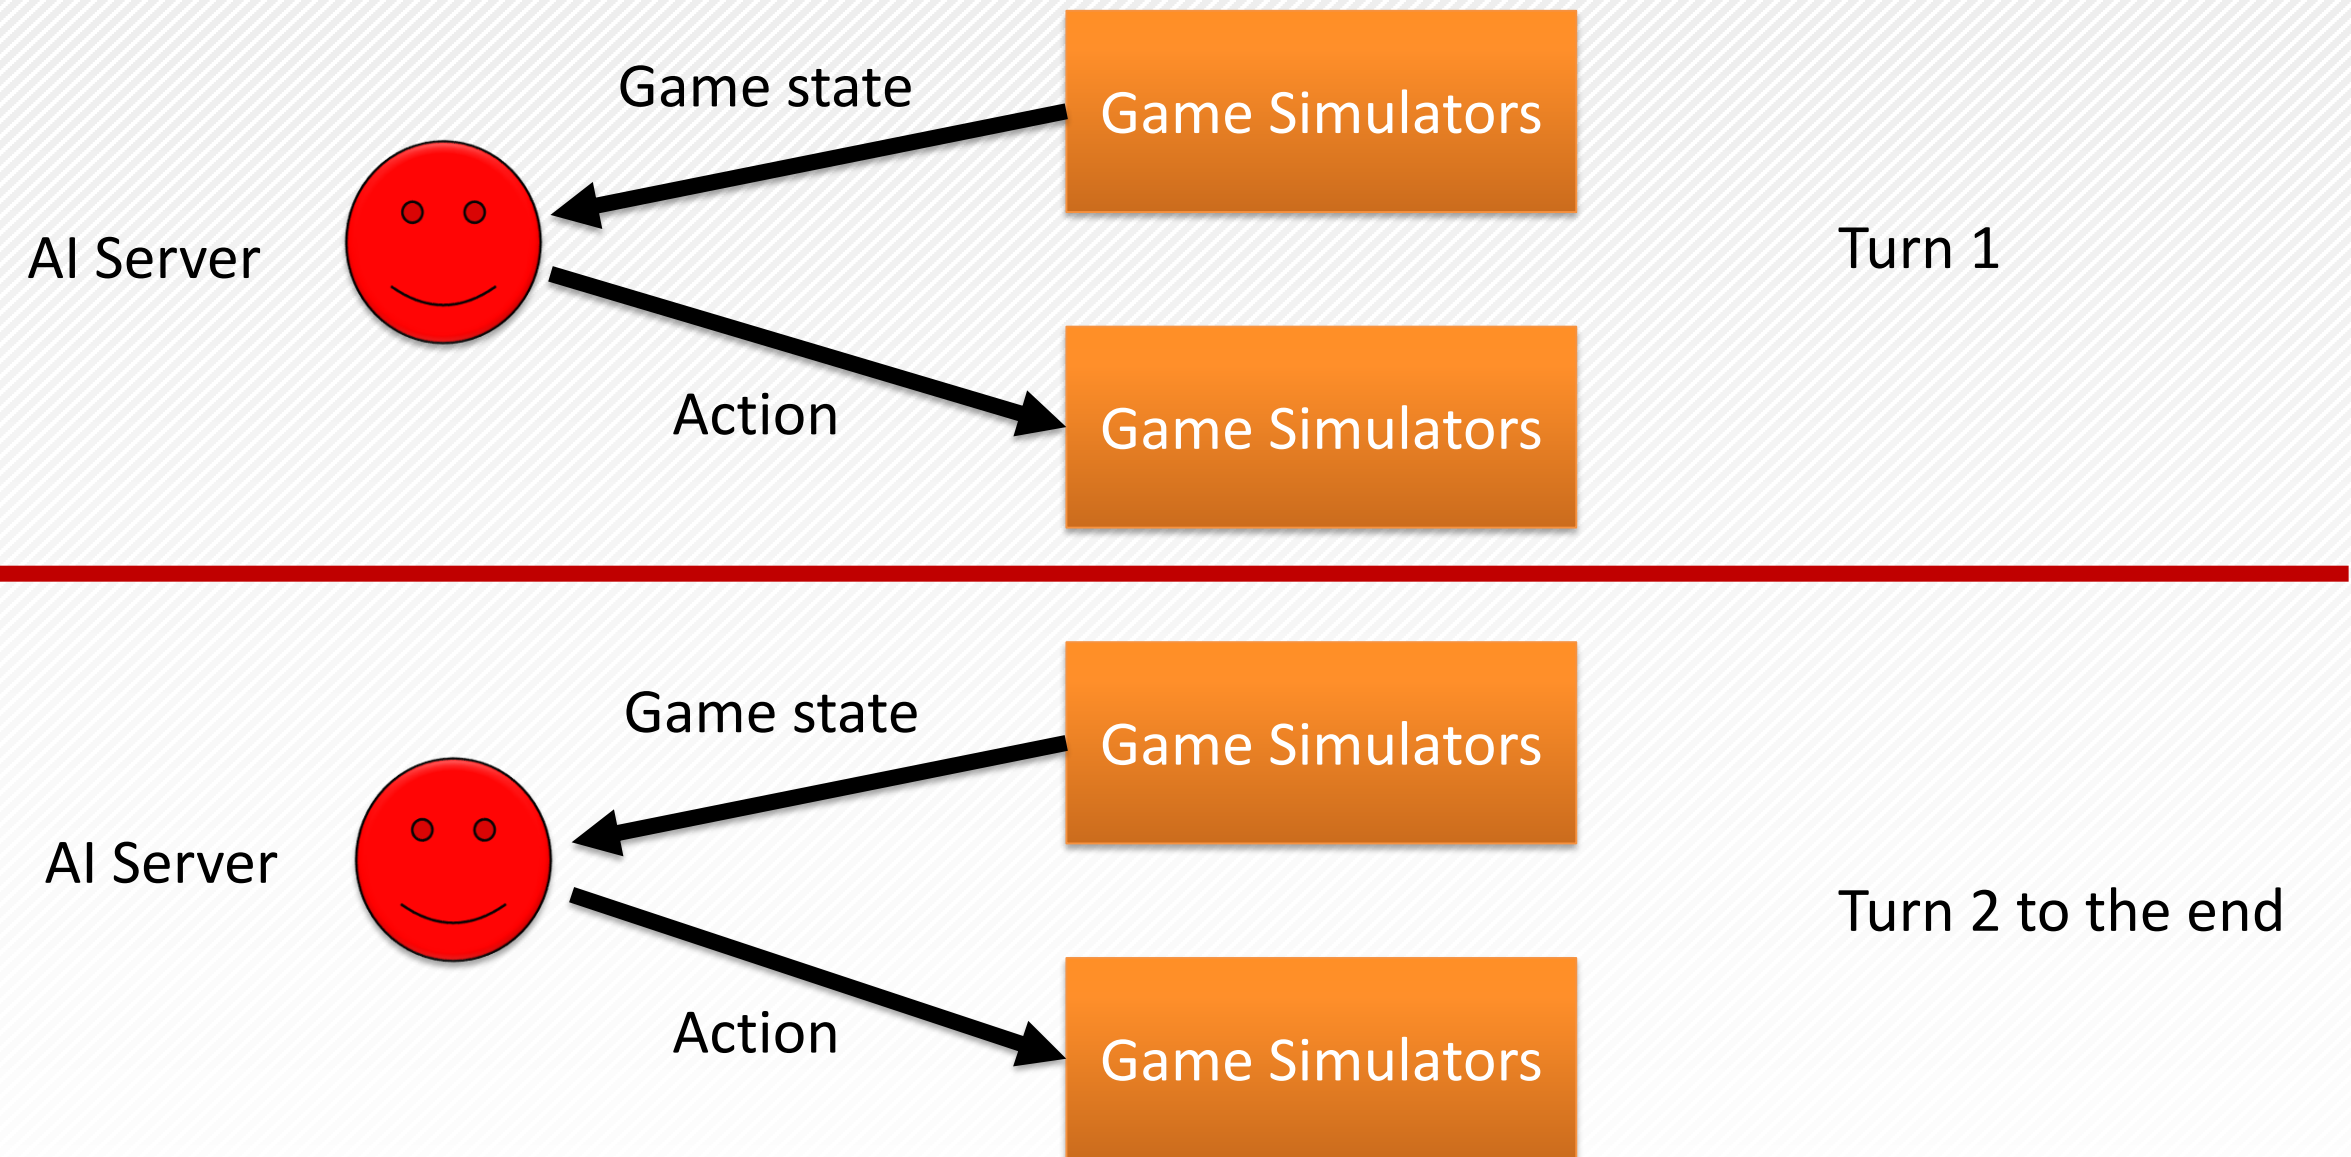 Game state
Game Simulators
AI Server
Turn 1
Action
Game Simulators
Game state
Game Simulators
AI Server
Turn 2 to the end
Action
Game Simulators